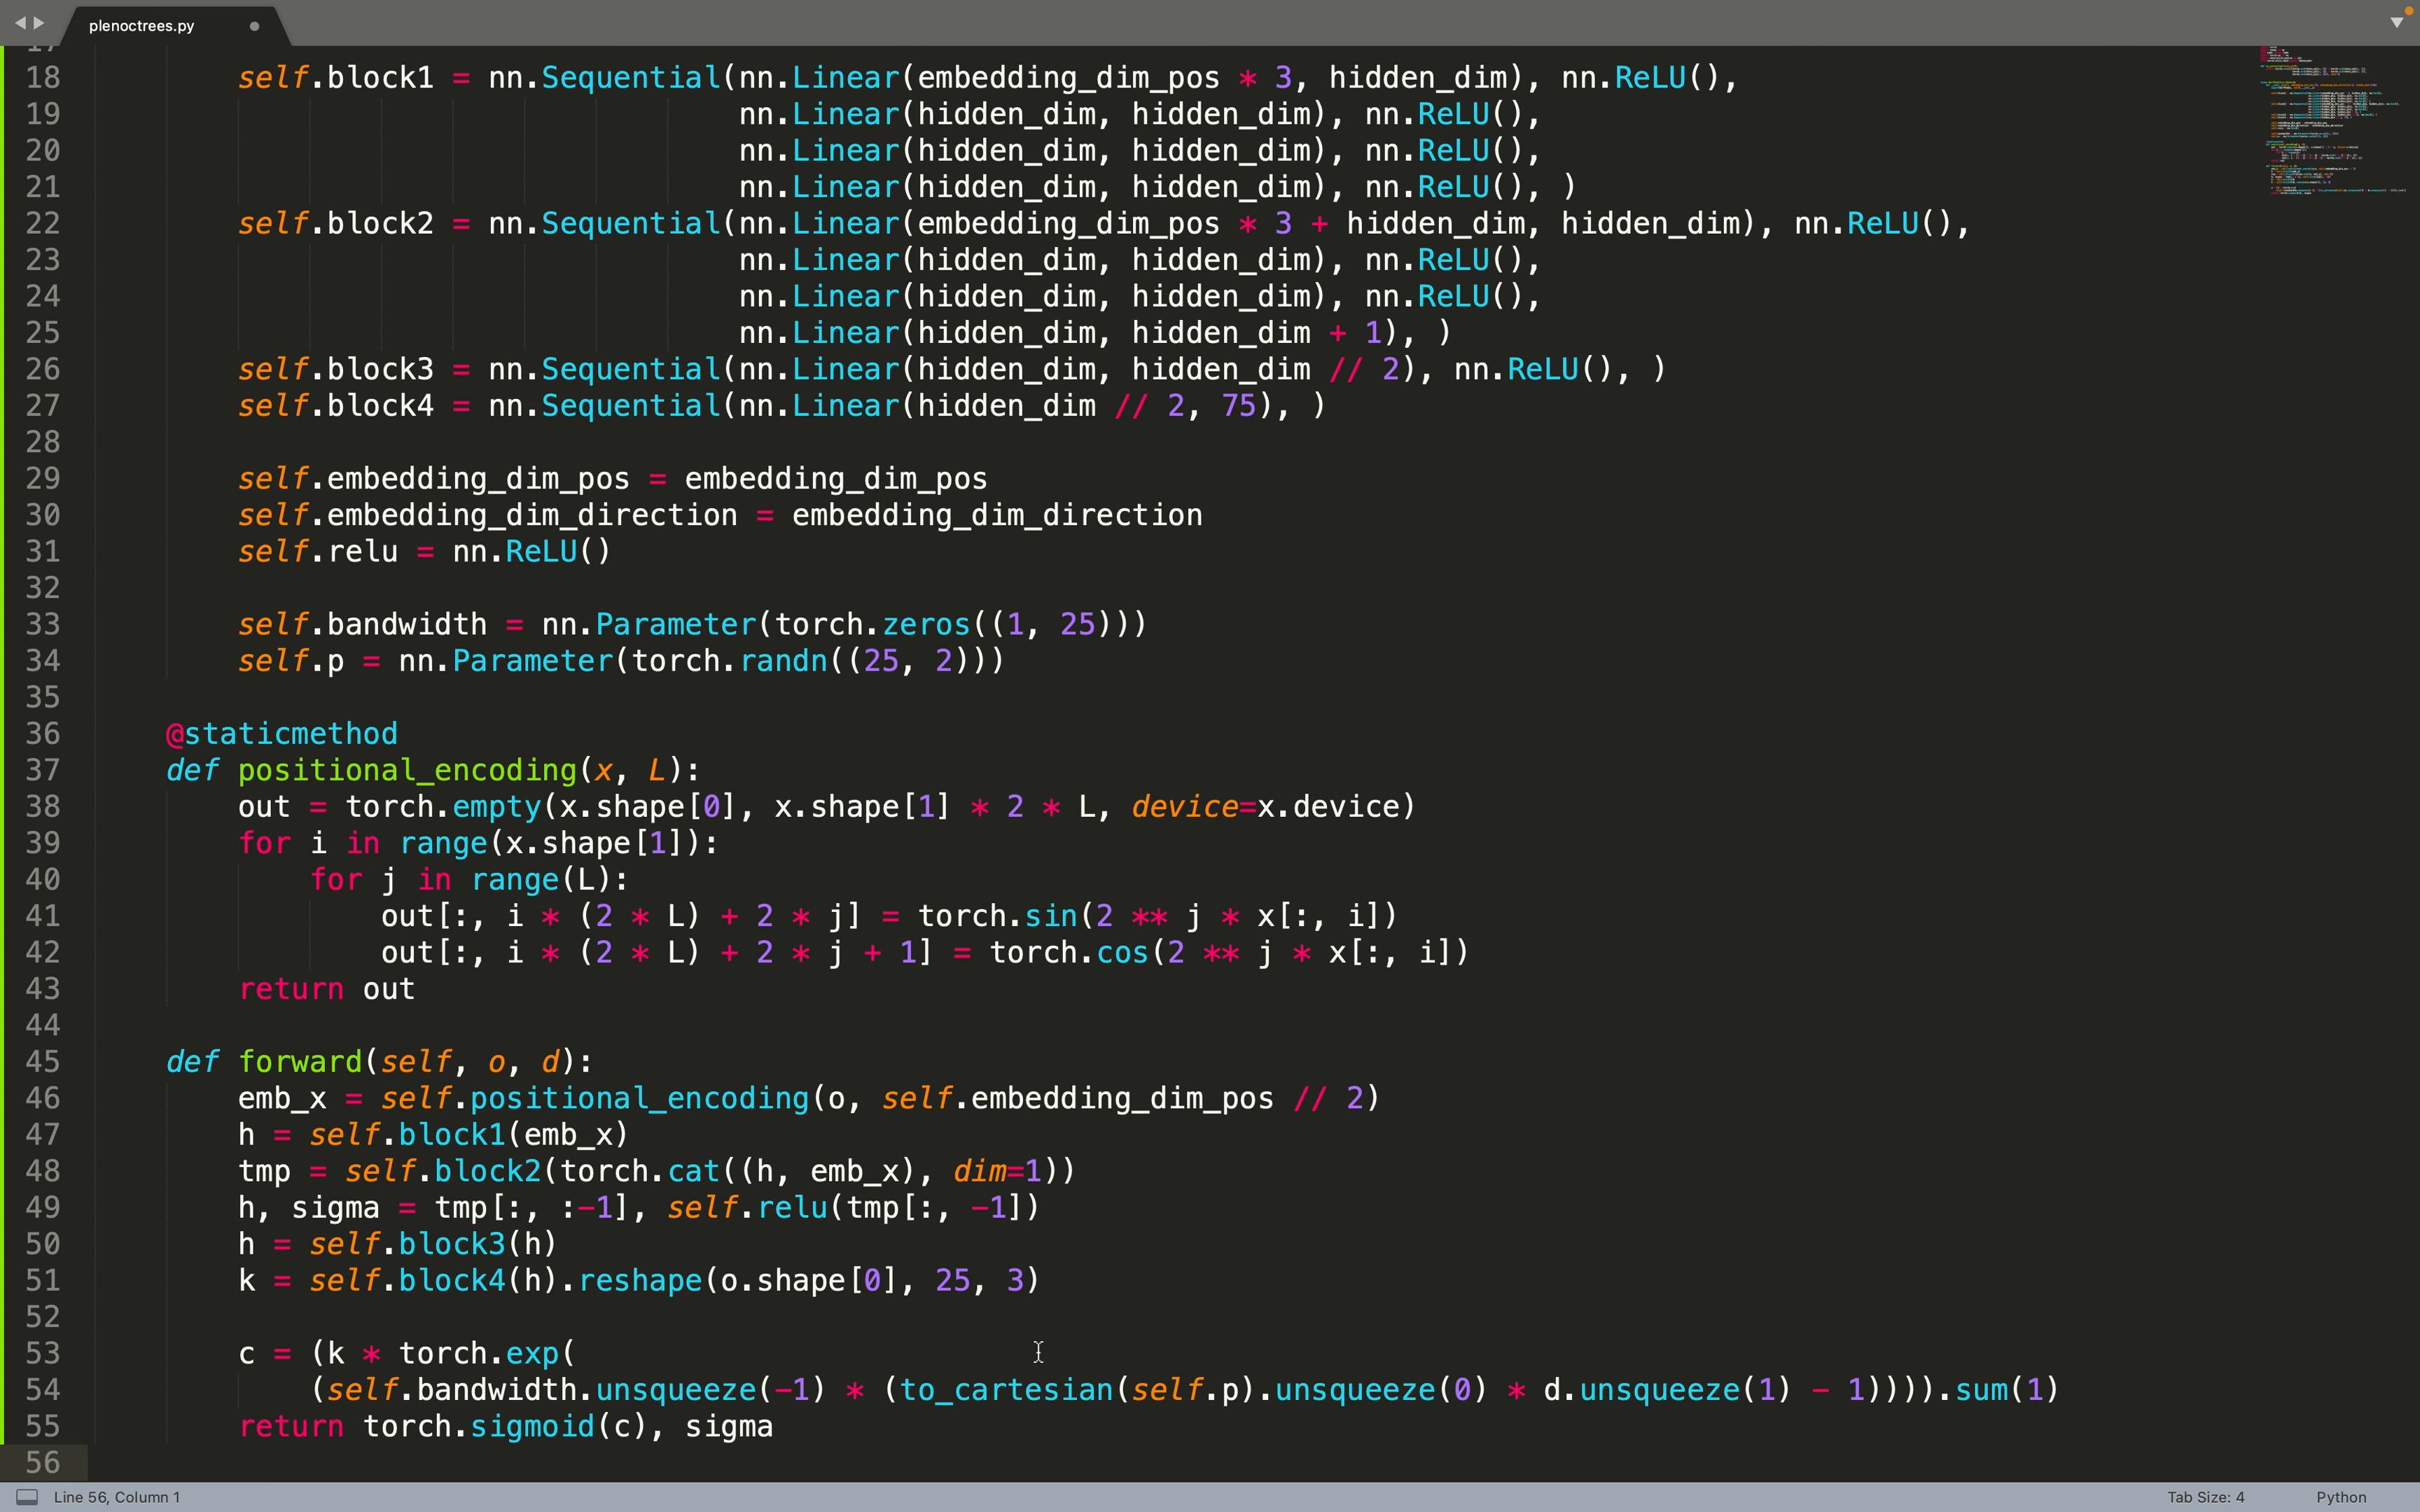 plenoctrees.py
17
18 self.block1 = nn.Sequential(nn.Linear(embedding_dim_pos * 3, hidden_dim), nn.ReLU(),
19 nn.Linear(hidden_dim, hidden_dim), nn.ReLU(),
20 nn.Linear(hidden_dim, hidden_dim), nn.ReLU(),
21 nn.Linear(hidden_dim, hidden_dim), nn.ReLU(), )
22 self.block2 = nn.Sequential(nn.Linear(embedding_dim_pos * 3 + hidden_dim, hidden_dim), nn.ReLU(),
23 nn.Linear(hidden_dim, hidden_dim), nn.ReLU(),
24 nn.Linear(hidden_dim, hidden_dim), nn.ReLU(),
25 nn.Linear(hidden_dim, hidden_dim + 1), )
26 self.block3 = nn.Sequential(nn.Linear(hidden_dim, hidden_dim // 2), nn.ReLU(), )
27 self.block4 = nn.Sequential(nn.Linear(hidden_dim // 2, 75), )
28
29 self.embedding_dim_pos = embedding_dim_pos
30 self.embedding_dim_direction = embedding_dim_direction
31 self.relu = nn.ReLU()
32
33 self.bandwidth = nn.Parameter(torch.zeros((1, 25)))
34 self.p = nn.Parameter(torch.randn((25, 2)))
35
36 @staticmethod
37 def positional_encoding(x, L):
38 out = torch.empty(x.shape[0], x.shape[1] * 2 * L, device=x.device)
39 for i in range(x.shape[1]):
40 for j in range(L):
41 out[:, i * (2 * L) + 2 * j] = torch.sin(2 ** j * x[:, i])
42 out[:, i * (2 * L) + 2 * j + 1] = torch.cos(2 ** j * x[:, i])
43 return out
44
45 def forward(self, o, d):
46 emb_x = self.positional_encoding(o, self.embedding_dim_pos // 2)
47 h = self.block1(emb_x)
48 tmp = self.block2(torch.cat((h, emb_x), dim=1))
49 h, sigma = tmp[:, :-1], self.relu(tmp[:, -1])
50 h = self.block3(h)
51 k = self.block4(h).reshape(o.shape[0], 25, 3)
52
53 c = (k * torch.exp(
54 (self.bandwidth.unsqueeze(-1) * (to_cartesian(self.p).unsqueeze(0) * d.unsqueeze(1) - 1)))).sum(1)
55 return torch.sigmoid(c), sigma
56
Line 56, Column 1
Tab Size: 4
Python